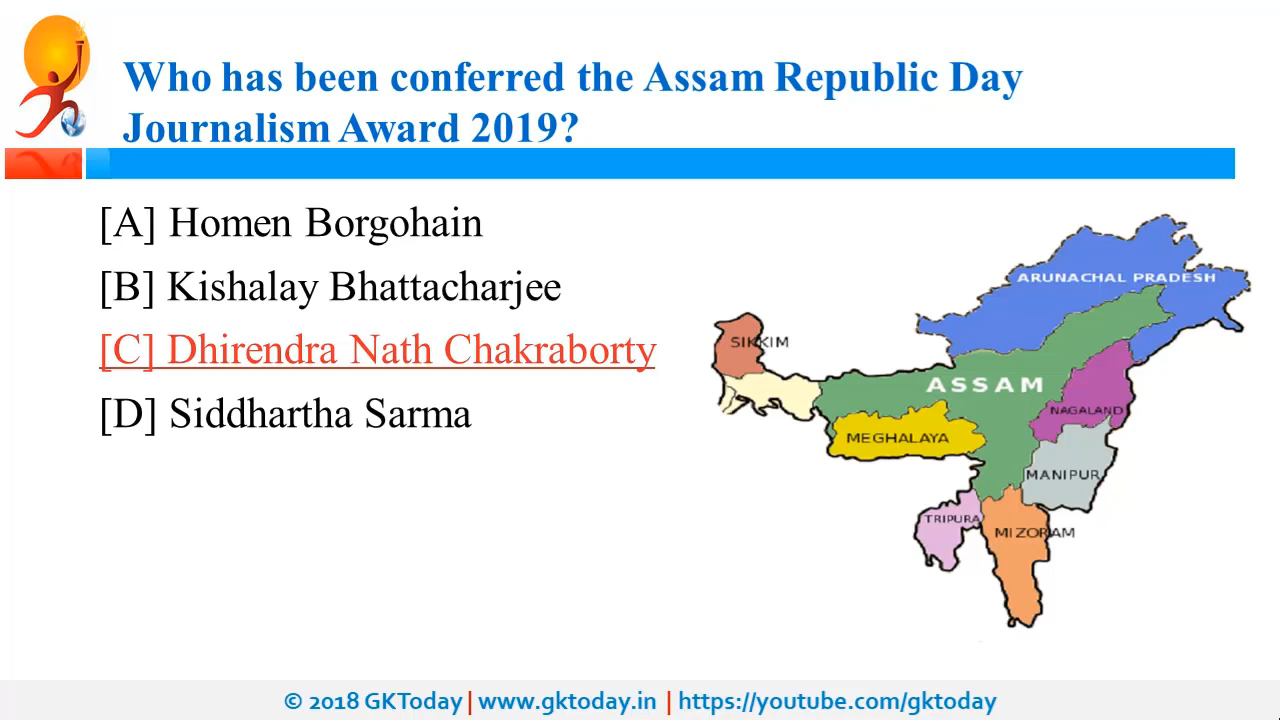 Who has been conferred the Assam Republic Day
Journalism Award 2019?
[A] Homen Borgohain
[B] Kishalay Bhattacharjee
[C] Dhirendra Nath Chakraborty
[D] Siddhartha Sarma
ARUNACHAL PRADESH
SIKKIM
ASSAM
NAGALAND
MEGHALAYA
MANIPUR
TRIPURA
MIZORAM
© 2018 GKToday | www.gktoday.in | https://youtube.com/gktoday